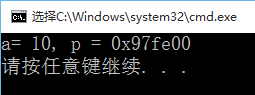 选择C:\Windows\system32\cmd.exe
a= 10, p = 0x97fe00
请按任意键继续. . .